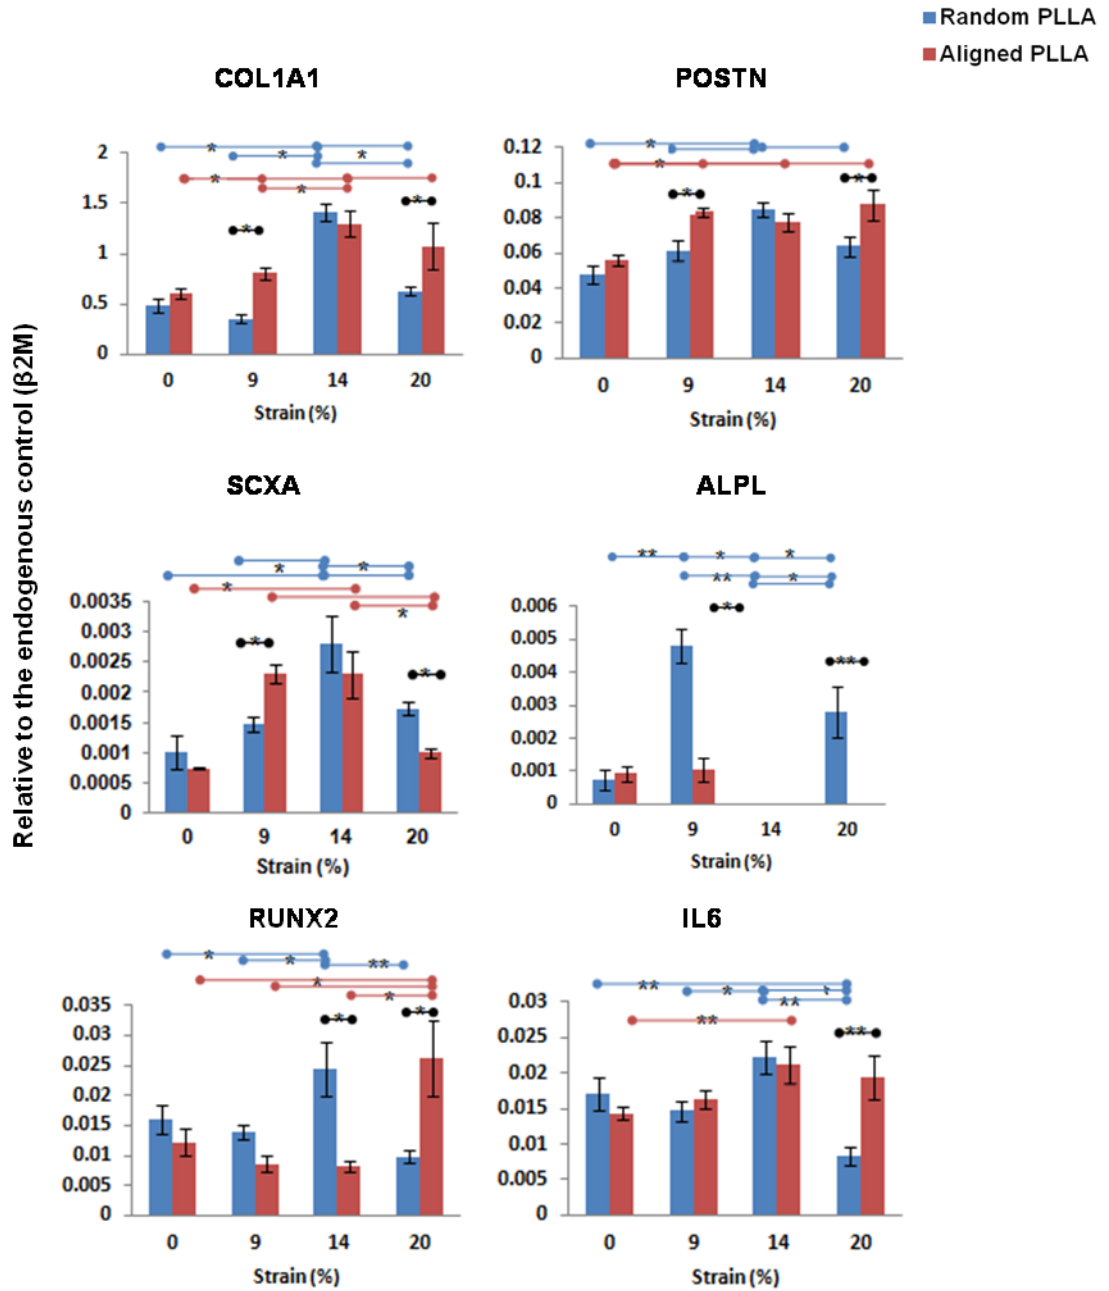 Random PLLA
Aligned PLLA
Relative to the endogenous control (β2M)
COL1A1
* * *
* *
* *
2
1.5
1
0.5
0
0 9 14 20
Strain (%)
POSTN
*
*
* *
0.12
0.1
0.08
0.06
0.04
0.02
0
0 9 14 20
Strain (%)
SCXA
* *
*
*
* *
0.0035
0.003
0.0025
0.002
0.0015
0.001
0.0005
0
0 9 14 20
Strain (%)
ALPL
** * *
** *
*
**
0.006
0.005
0.004
0.003
0.002
0.001
0
0 9 14 20
Strain (%)
RUNX2
* * **
*
*
* *
0.035
0.03
0.025
0.02
0.015
0.01
0.005
0
0 9 14 20
Strain (%)
IL6
** * *
**
**
**
0.03
0.025
0.02
0.015
0.01
0.005
0
0 9 14 20
Strain (%)